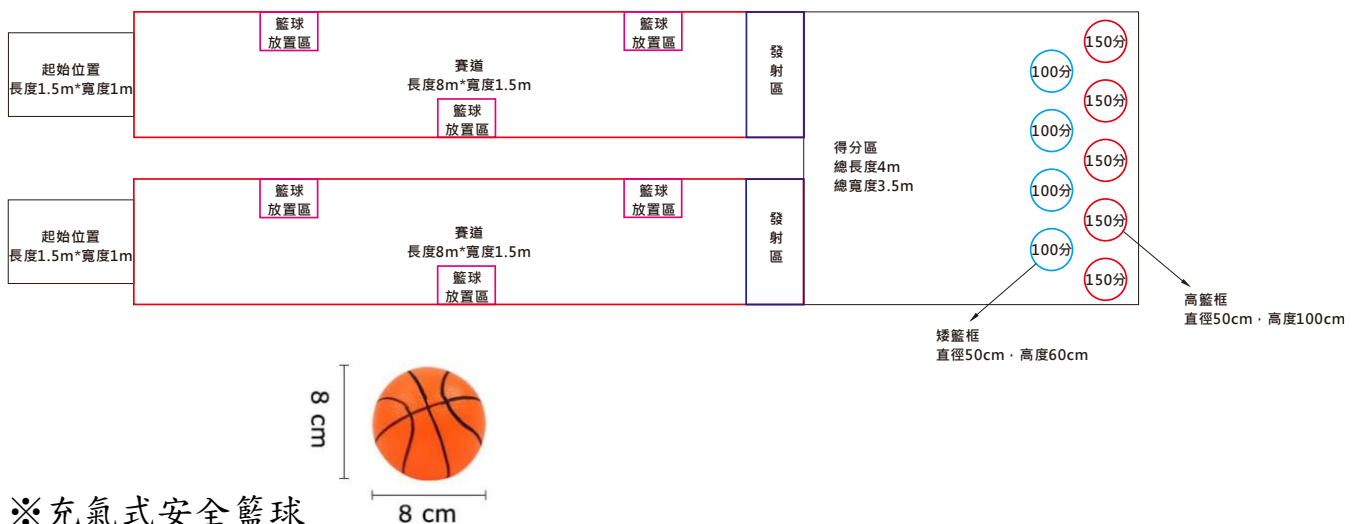 籃球
放置區
籃球
放置區
發
射
區
起始位置
長度1.5m*寬度1m
賽道
長度8m*寬度1.5m
籃球
放置區
籃球
放置區
籃球
放置區
發
射
區
起始位置
長度1.5m*寬度1m
賽道
長度8m*寬度1.5m
籃球
放置區
得分區
總長度4m
總寬度3.5m
150分
100分
150分
100分
150分
100分
150分
100分
150分
高籃框
直徑50cm，高度100cm
矮籃框
直徑50cm，高度60cm
8 cm
8 cm
※充氣式安全籃球